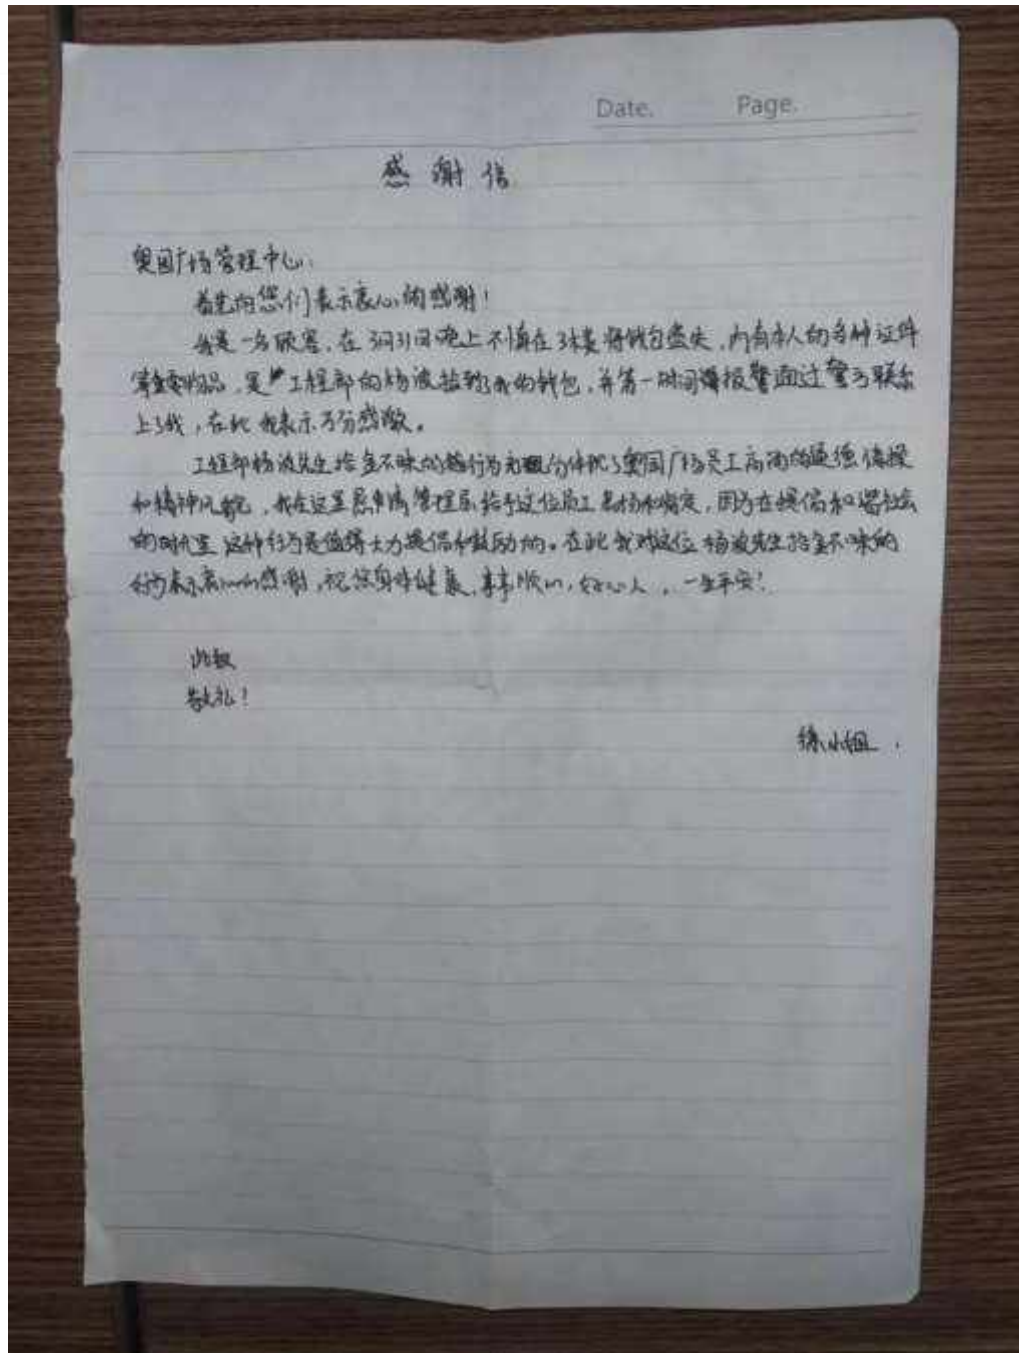 Date. Page.
感谢信
奥园广场管理中心:
首先向您们表示衷心的感谢!
我是一名顾客,在3月31日晚上不慎在3楼将钱包遗失,内有本人的各种证件
等重要物品,是工程部的杨波捡到了我的钱包,并第一时间报警通过警方联系
上了我,在此我表示万分感激。
工程部杨波先生拾金不昧的行为充分体现了奥园广场员工高尚的道德情操
和精神风貌,我在这里恳请管理层给予这位员工表扬和肯定,因为在提倡和谐社会
的时代里这种行为是值得大力提倡和鼓励的。在此我对这位杨波先生拾金不昧的
行为表示衷心的感谢,祝您身体健康,事事顺心,好心人,一生平安!
此致
敬礼!
徐小姐.